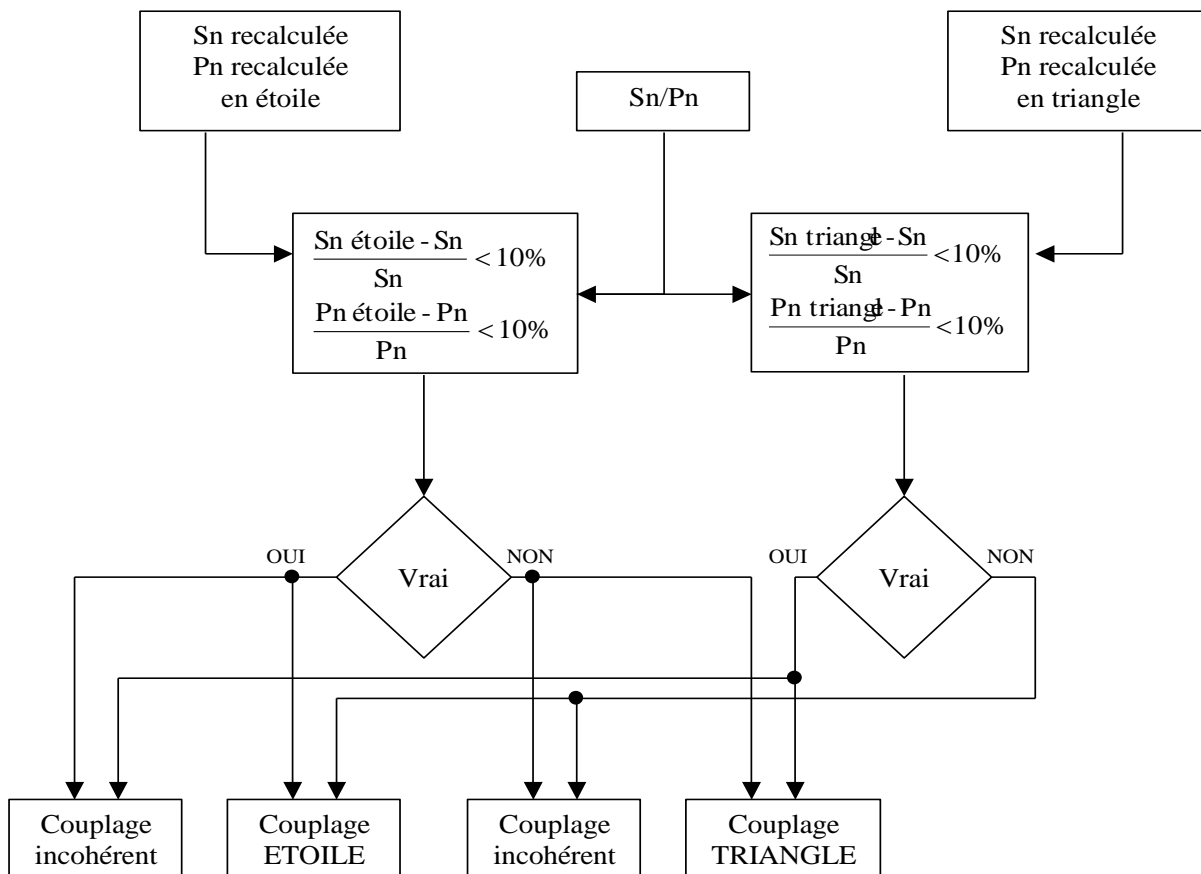 Sn recalculée
Pn recalculée
en étoile
Sn/Pn
Sn recalculée
Pn recalculée
en triangle
Sn étoile - Sn
Sn
< 10%
Pn étoile - Pn
Pn
< 10%
Sn triangle - Sn
Sn
< 10%
Pn triangle - Pn
Pn
< 10%
OUI
Vrai
NON
OUI
Vrai
NON
Couplage
incohérent
Couplage
ETOILE
Couplage
incohérent
Couplage
TRIANGLE